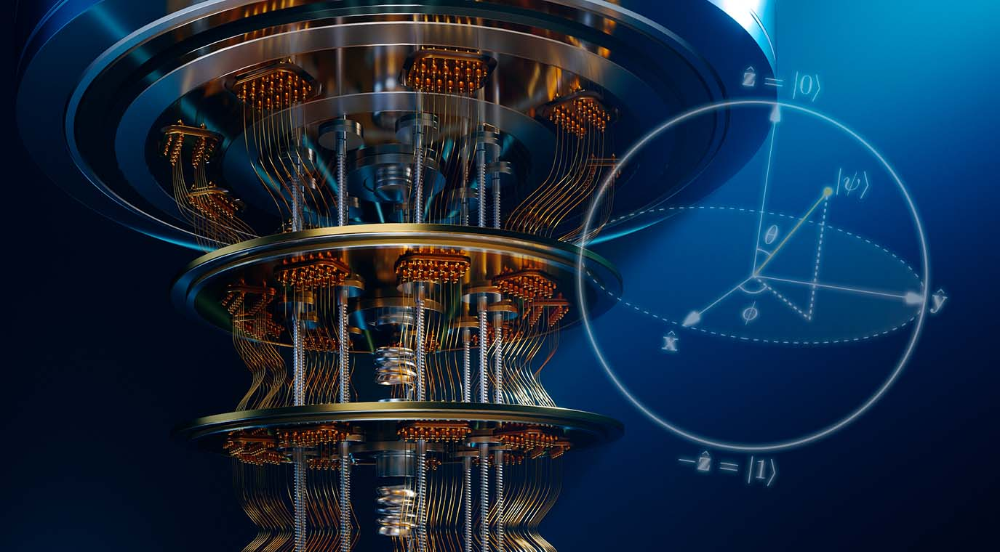 ẑ = |0⟩
|ψ⟩
θ
ŷ
ϕ
x̂
−ẑ = |1⟩